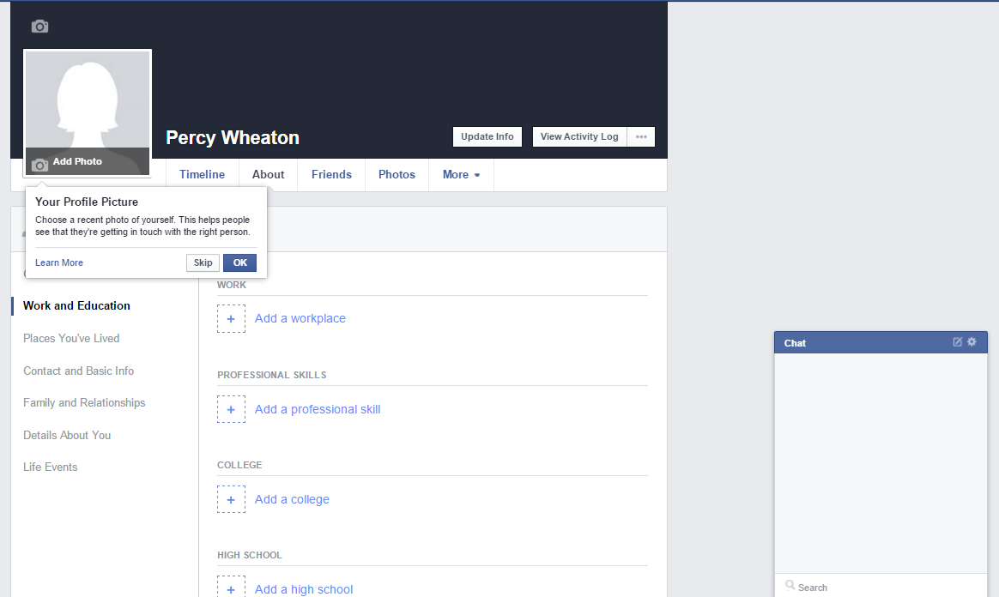 Add Photo
Percy Wheaton
Update Info
View Activity Log
Timeline
About
Friends
Photos
More
Your Profile Picture
Choose a recent photo of yourself. This helps people
see that they're getting in touch with the right person.
Learn More
Skip
OK
Work and Education
Places You've Lived
Contact and Basic Info
Family and Relationships
Details About You
Life Events
WORK
+ Add a workplace
PROFESSIONAL SKILLS
+ Add a professional skill
COLLEGE
+ Add a college
HIGH SCHOOL
+ Add a high school
Chat
Search